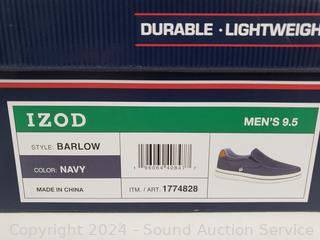 DURABLE · LIGHTWEIGH
IZOD
MEN'S 9.5
STYLE: BARLOW
COLOR: NAVY
MADE IN CHINA
ITM. / ART. 1774828
Copyright 2024 - Sound Auction Service